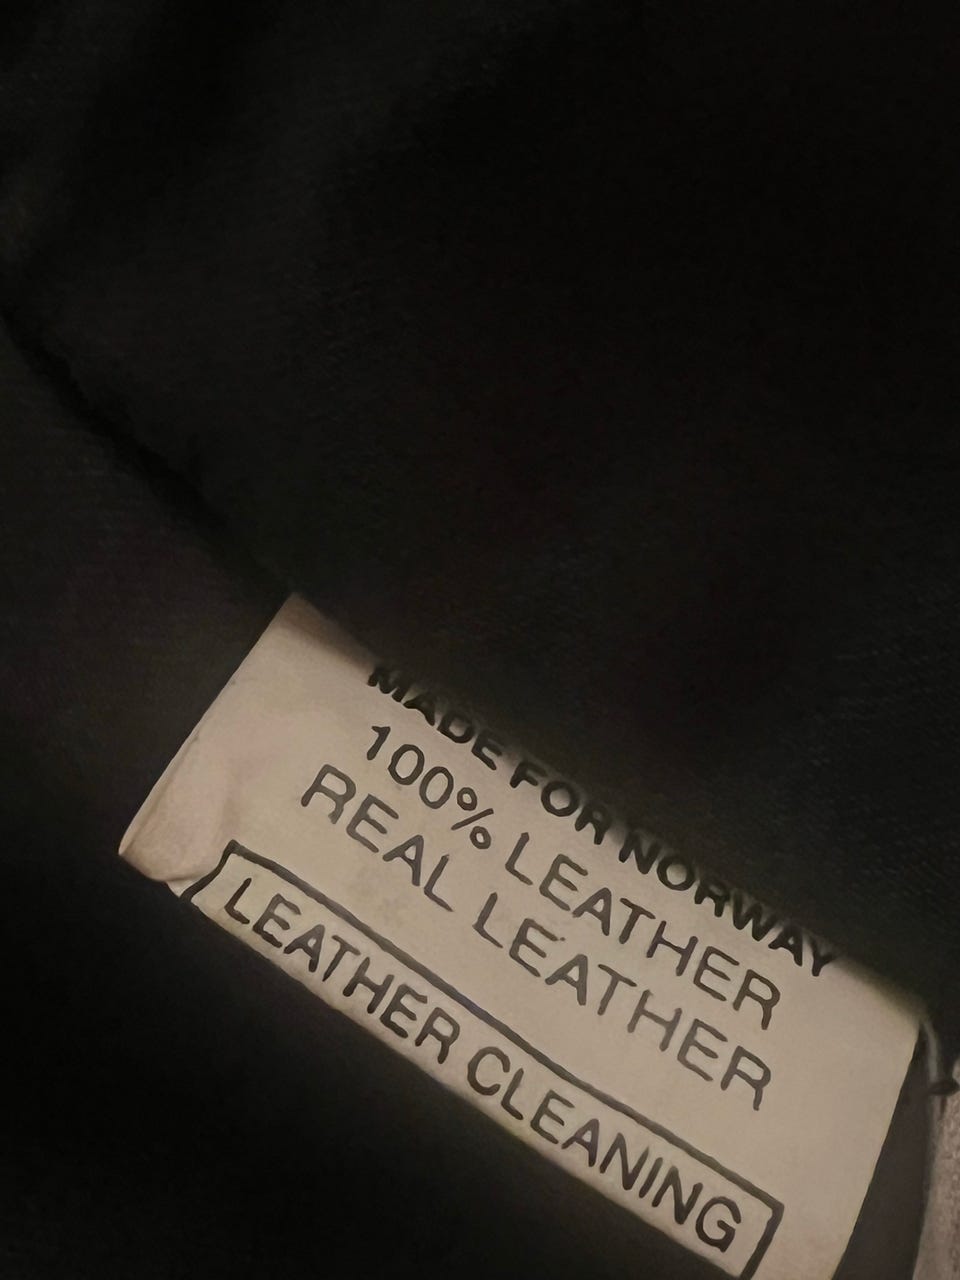 MADE FOR NORWAY
100% LEATHER
REAL LEATHER
LEATHER CLEANING